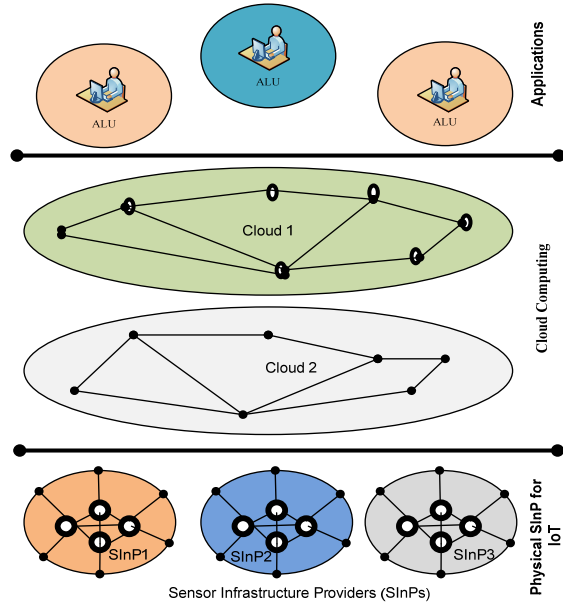 ALU
ALU
ALU
Applications
Cloud 1
Cloud 2
Cloud Computing
SInP1
SInP2
SInP3
Physical SInP for
IoT
Sensor Infrastructure Providers (SInPs)